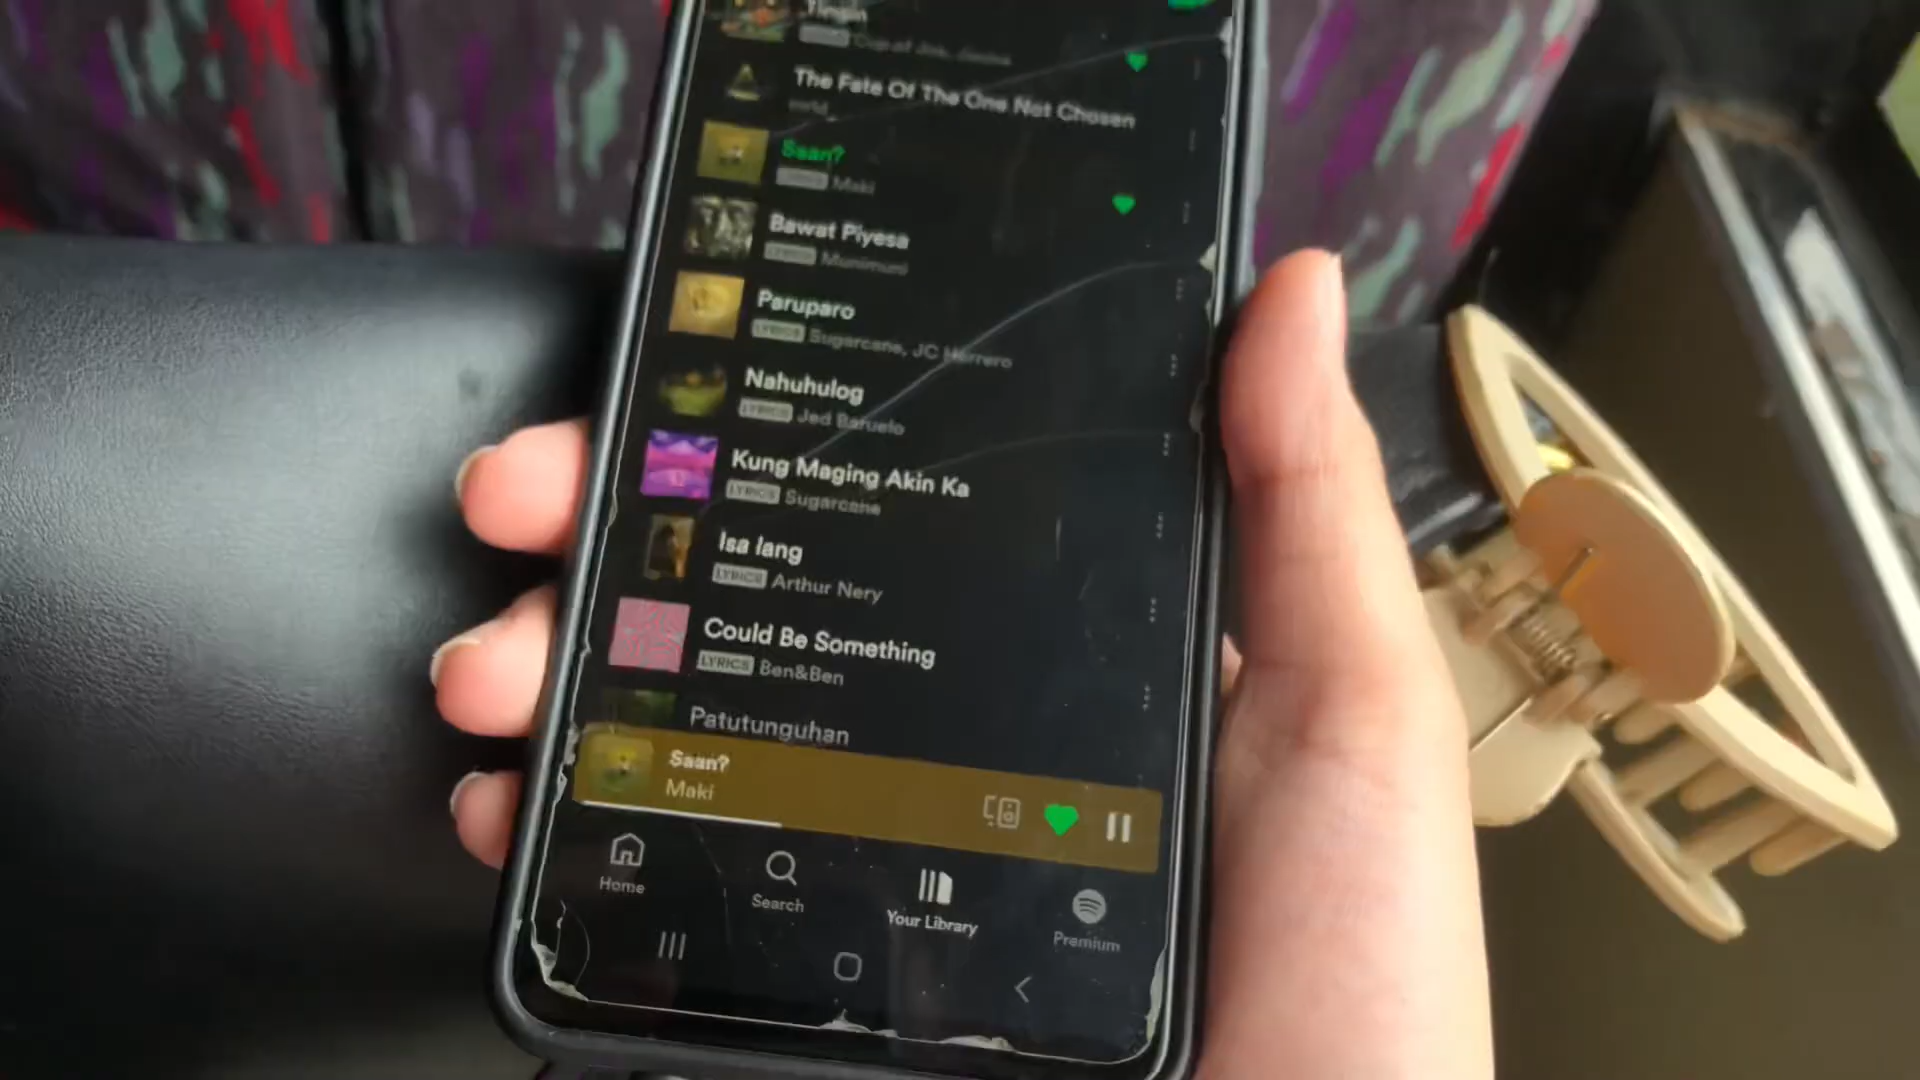 The Fate Of The One Not Chosen
Saan?
Maki
Bawat Piyesa
LYRICS Munimuni
Paruparo
LYRICS Sugarcane, JC Herrero
Nahuhulog
LYRICS Jed Baruelo
Kung Maging Akin Ka
LYRICS Sugarcane
Isa lang
LYRICS Arthur Nery
Could Be Something
LYRICS Ben&Ben
Patutunguhan
Saan?
Maki
Home
Search
Your Library
Premium